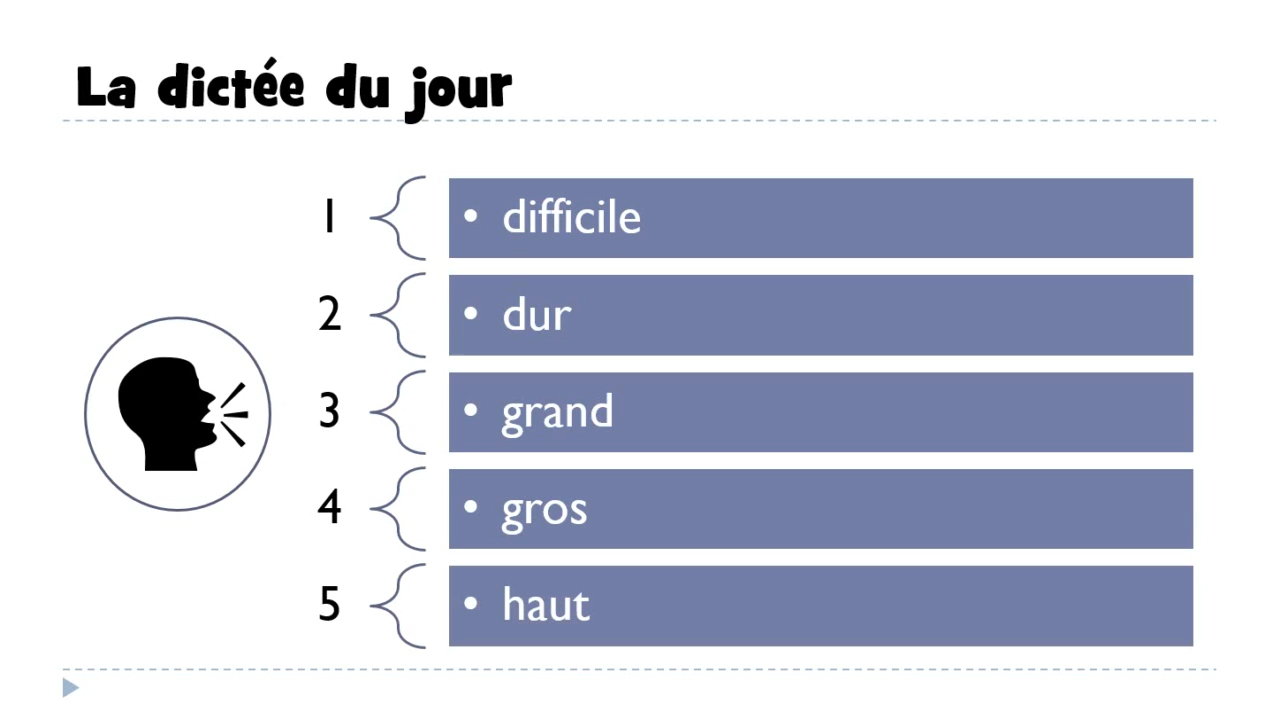 La dictée du jour
1 • difficile
2 • dur
3 • grand
4 • gros
5 • haut